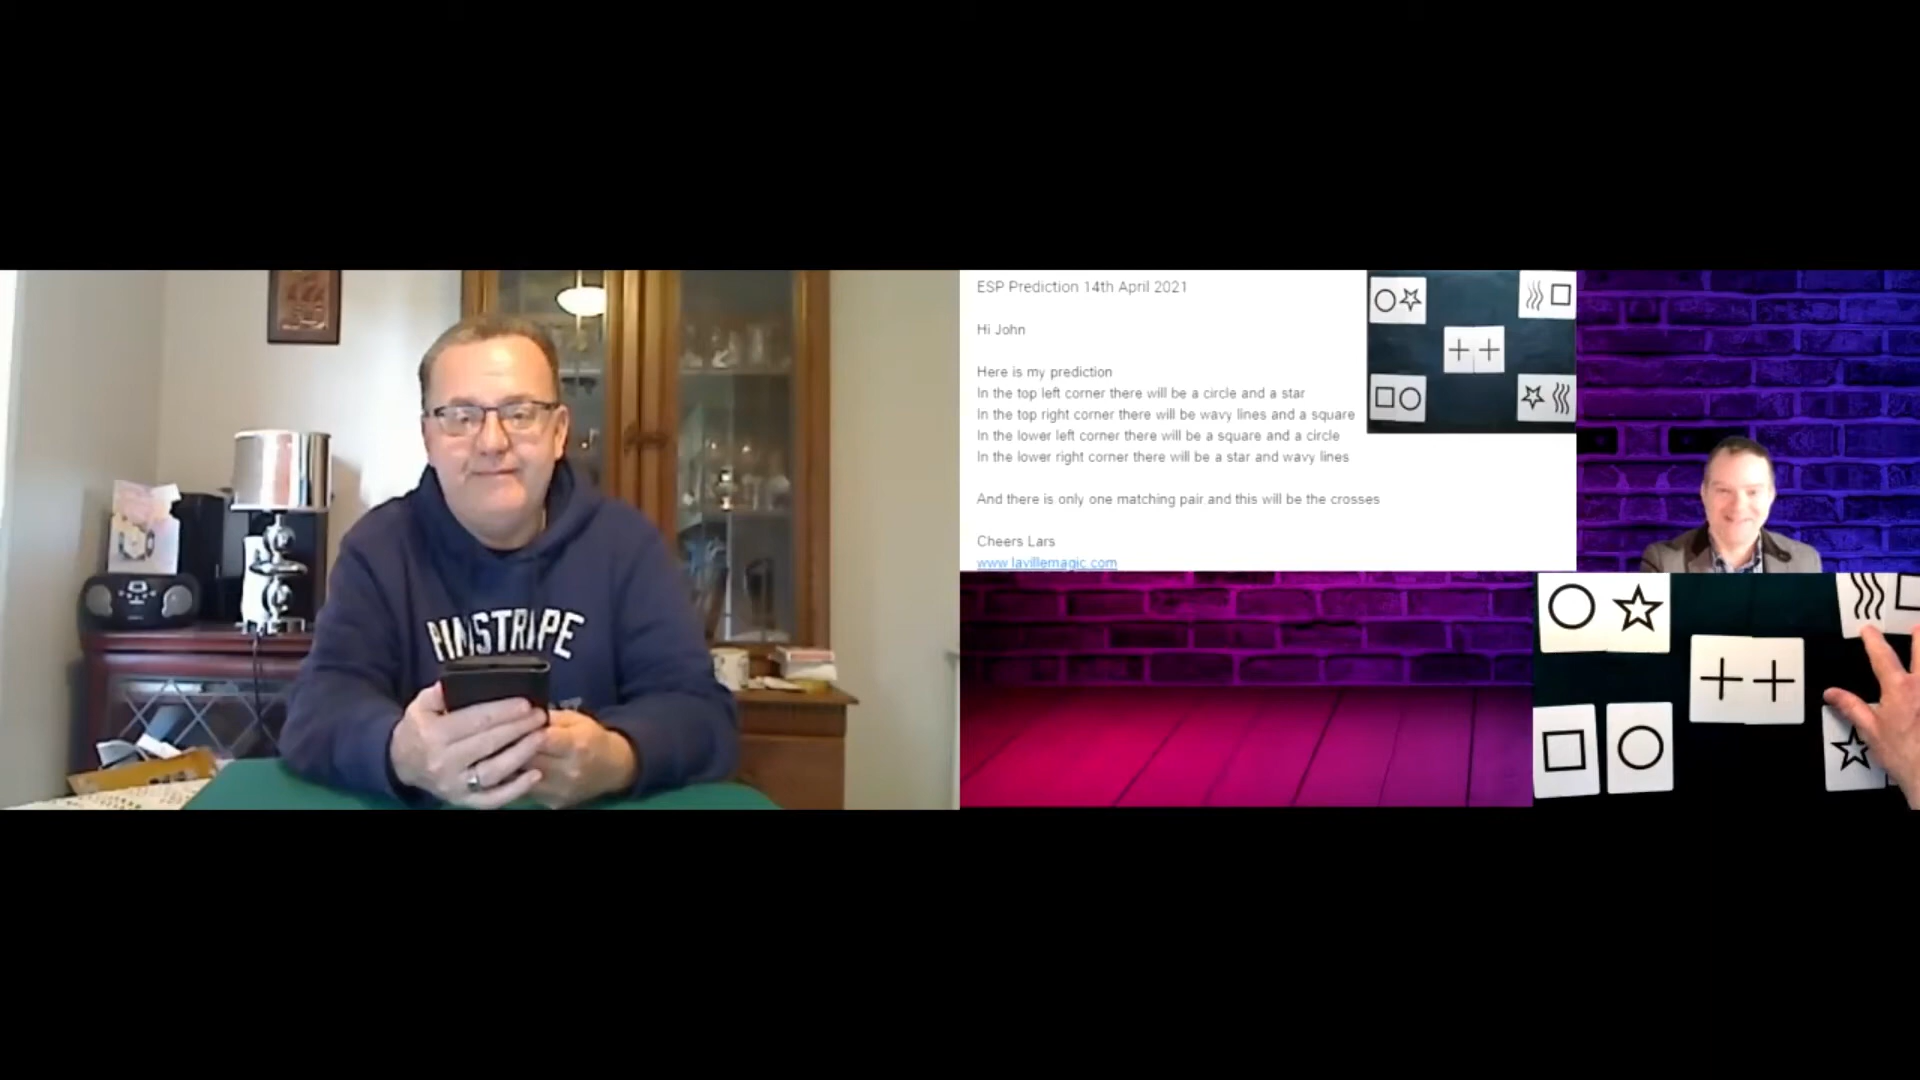 ESP Prediction 14th April 2021
Hi John
Here is my prediction
In the top left corner there will be a circle and a star
In the top right corner there will be wavy lines and a square
In the lower left corner there will be a square and a circle
In the lower right corner there will be a star and wavy lines
And there is only one matching pair and this will be the crosses
Cheers Lars
www.lavillemagic.com